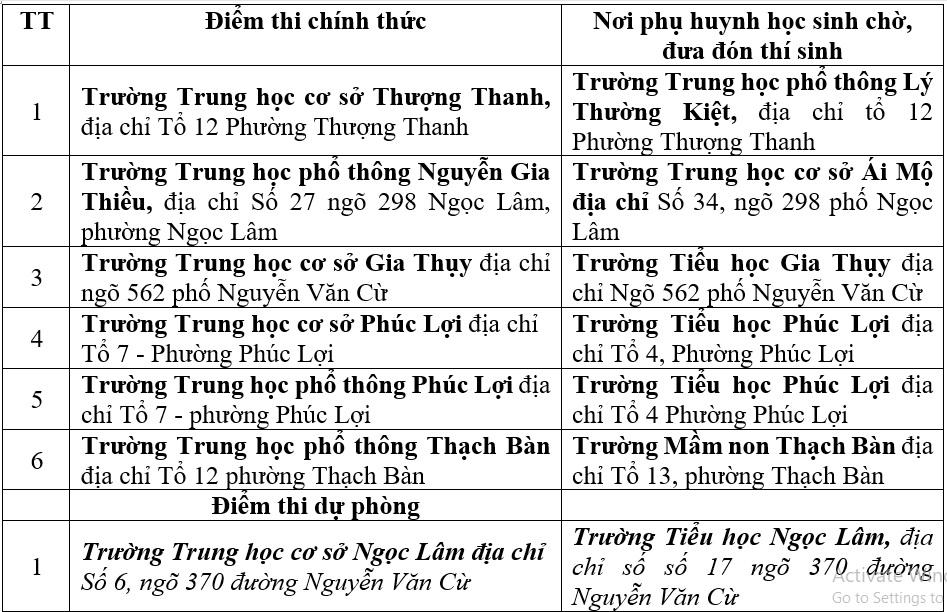 TT
Điểm thi chính thức
Nơi phụ huynh học sinh chờ,
đưa đón thí sinh
1
Trường Trung học cơ sở Thượng Thanh,
địa chỉ Tổ 12 Phường Thượng Thanh
Trường Trung học phổ thông Lý
Thường Kiệt, địa chỉ tổ 12
Phường Thượng Thanh
2
Trường Trung học phổ thông Nguyễn Gia
Thiều, địa chỉ Số 27 ngõ 298 Ngọc Lâm,
phường Ngọc Lâm
Trường Trung học cơ sở Ái Mộ
địa chỉ Số 34, ngõ 298 phố Ngọc
Lâm
3
Trường Trung học cơ sở Gia Thụy địa chỉ
ngõ 562 phố Nguyễn Văn Cừ
Trường Tiểu học Gia Thụy địa
chỉ Ngõ 562 phố Nguyễn Văn Cừ
4
Trường Trung học cơ sở Phúc Lợi địa chỉ
Tổ 7 - Phường Phúc Lợi
Trường Tiểu học Phúc Lợi địa
chỉ Tổ 4, Phường Phúc Lợi
5
Trường Trung học phổ thông Phúc Lợi địa
chỉ Tổ 7 - phường Phúc Lợi
Trường Tiểu học Phúc Lợi địa
chỉ Tổ 4 Phường Phúc Lợi
6
Trường Trung học phổ thông Thạch Bàn
địa chỉ Tổ 12 phường Thạch Bàn
Trường Mầm non Thạch Bàn địa
chỉ Tổ 13, phường Thạch Bàn
Điểm thi dự phòng
1
Trường Trung học cơ sở Ngọc Lâm địa chỉ
Số 6, ngõ 370 đường Nguyễn Văn Cừ
Trường Tiểu học Ngọc Lâm, địa
chỉ số số 17 ngõ 370 đường
Nguyễn Văn Cừ
Activate Wind
Go to Settings to